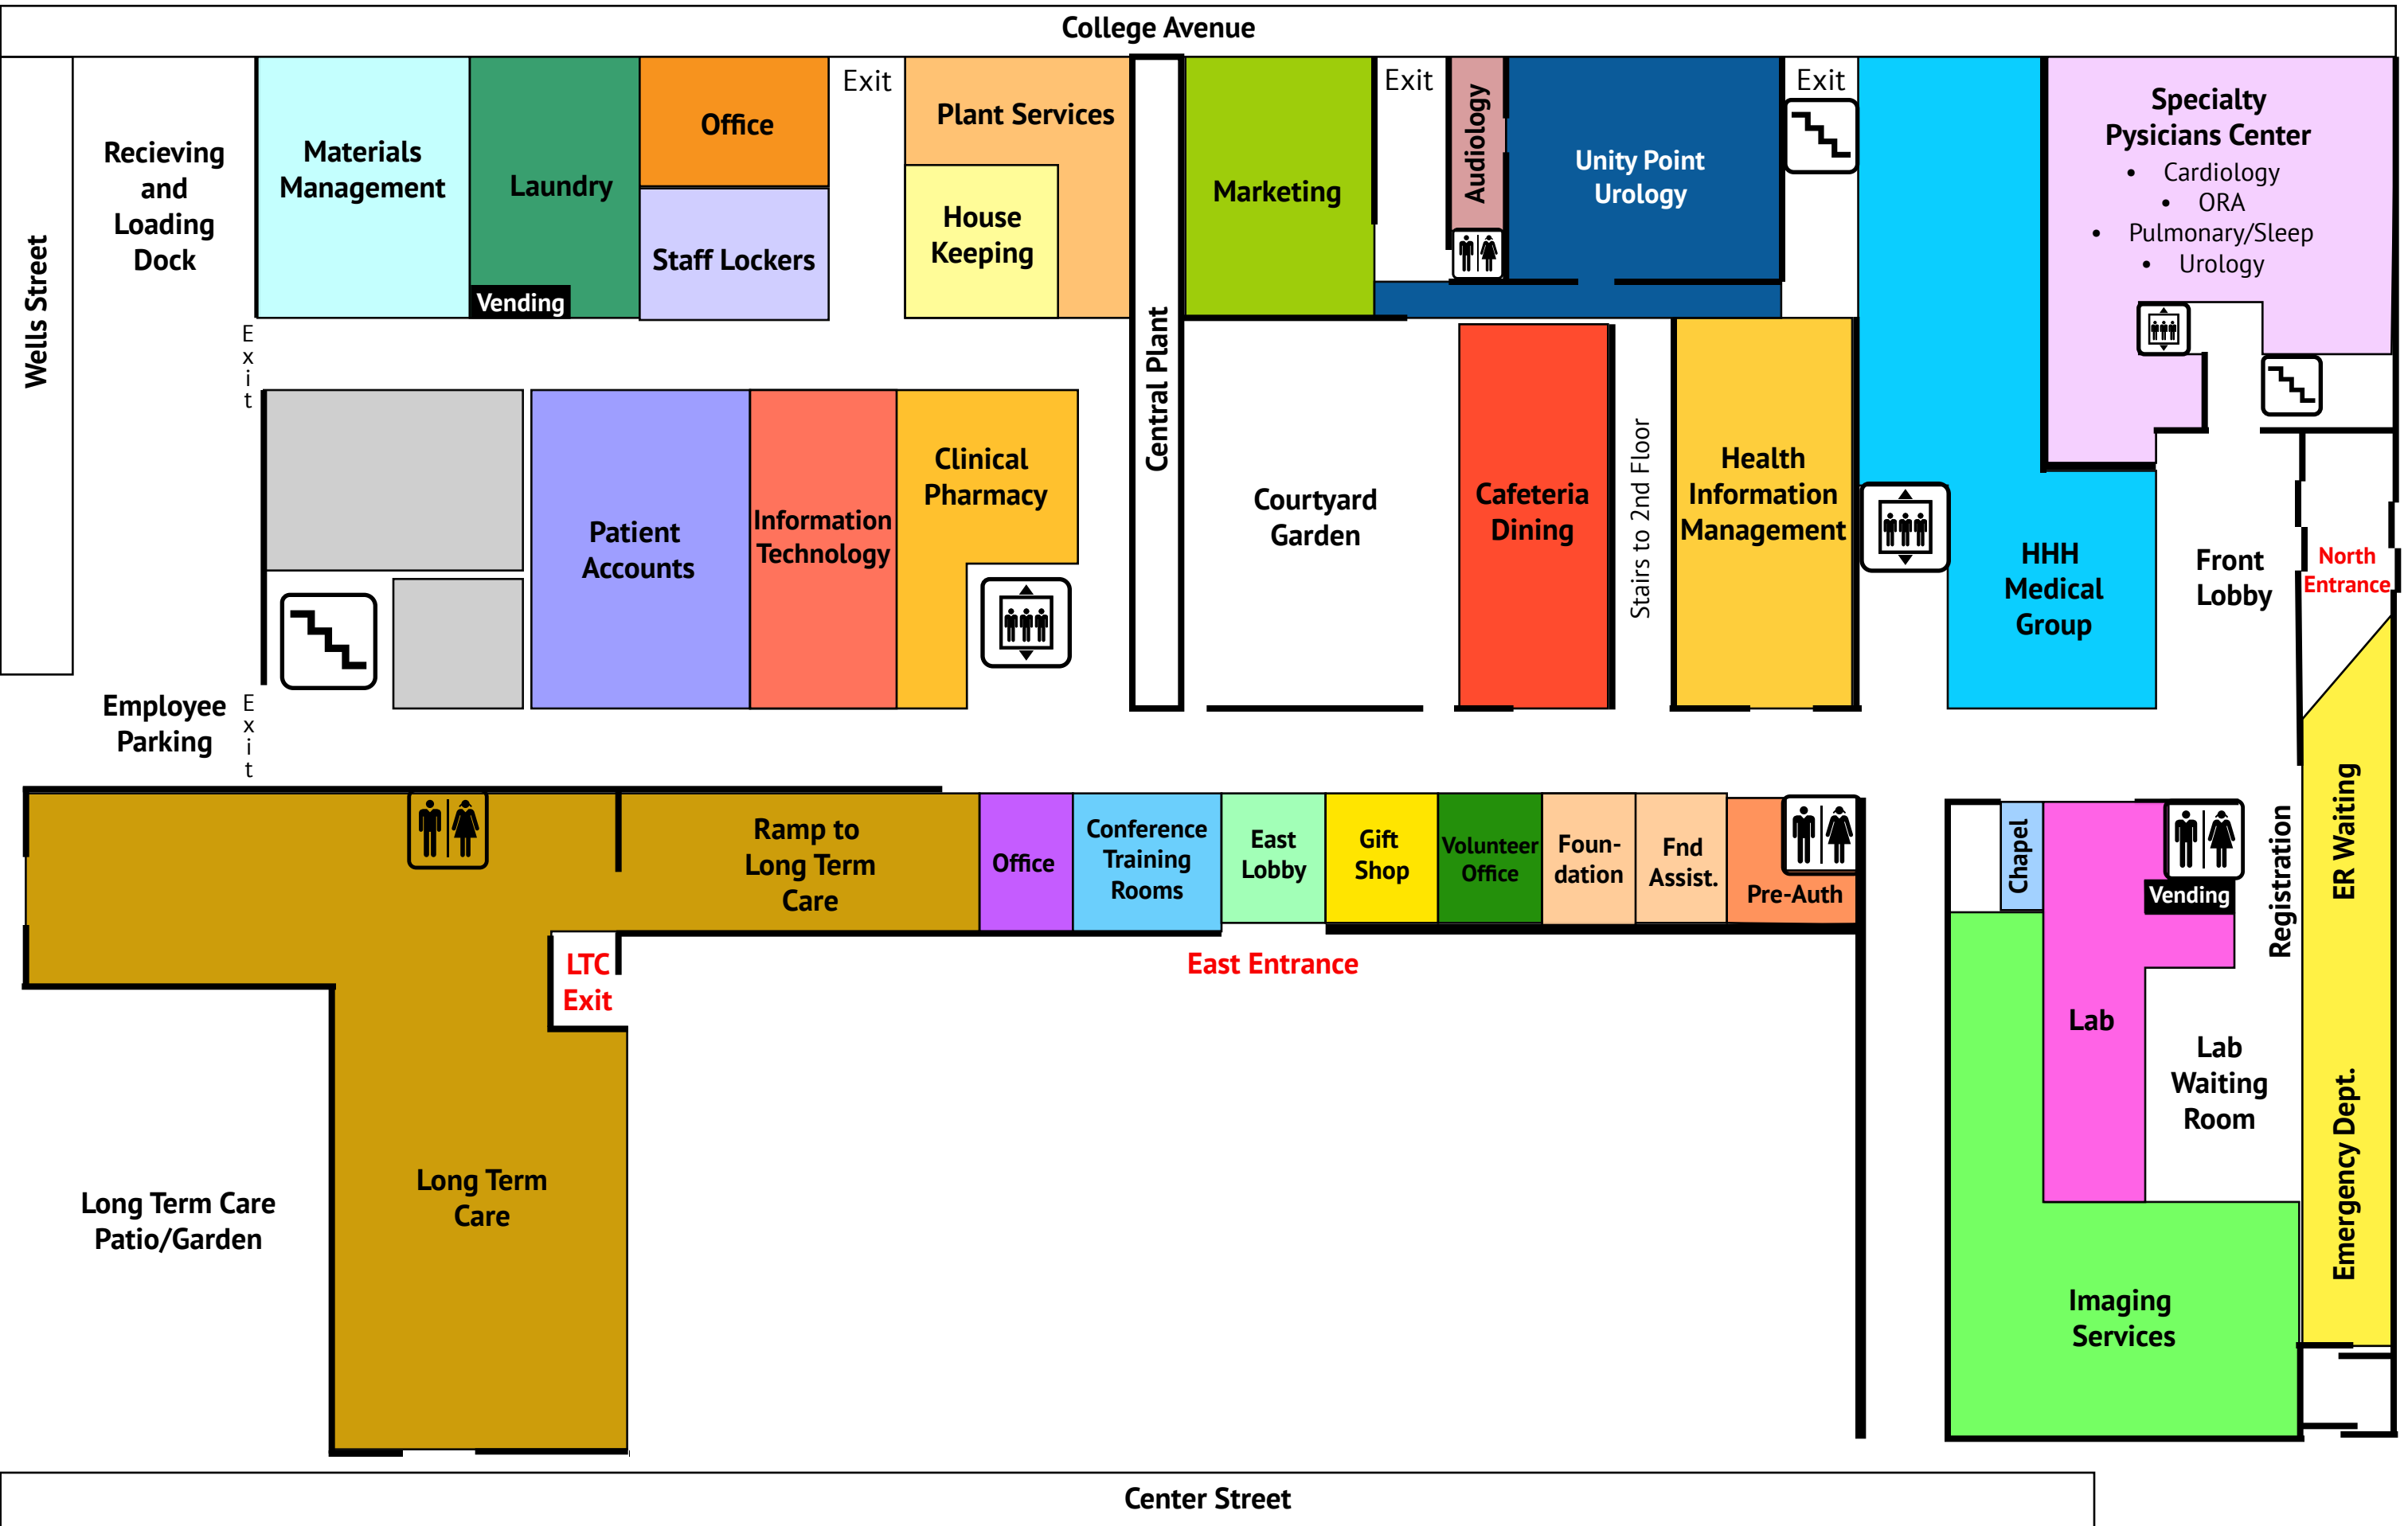 College Avenue
Wells Street
Recieving
and
Loading
Dock
Materials
Management
Laundry
Vending
Office
Staff Lockers
Exit
Plant Services
House
Keeping
Central Plant
Marketing
Exit
Audiology
Unity Point
Urology
Exit
Specialty
Pysicians Center
• Cardiology
• ORA
• Pulmonary/Sleep
• Urology
Exit
Patient
Accounts
Information
Technology
Clinical
Pharmacy
Courtyard
Garden
Cafeteria
Dining
Stairs to 2nd Floor
Health
Information
Management
HHH
Medical
Group
Front
Lobby
North
Entrance
Employee
Parking
Exit
Ramp to
Long Term
Care
Office
Conference
Training
Rooms
East
Lobby
Gift
Shop
Volunteer
Office
Foun-
dation
Fnd
Assist.
Pre-Auth
Chapel
Vending
Registration
ER Waiting
LTC
Exit
East Entrance
Lab
Lab
Waiting
Room
Emergency Dept.
Long Term Care
Patio/Garden
Long Term
Care
Imaging
Services
Center Street